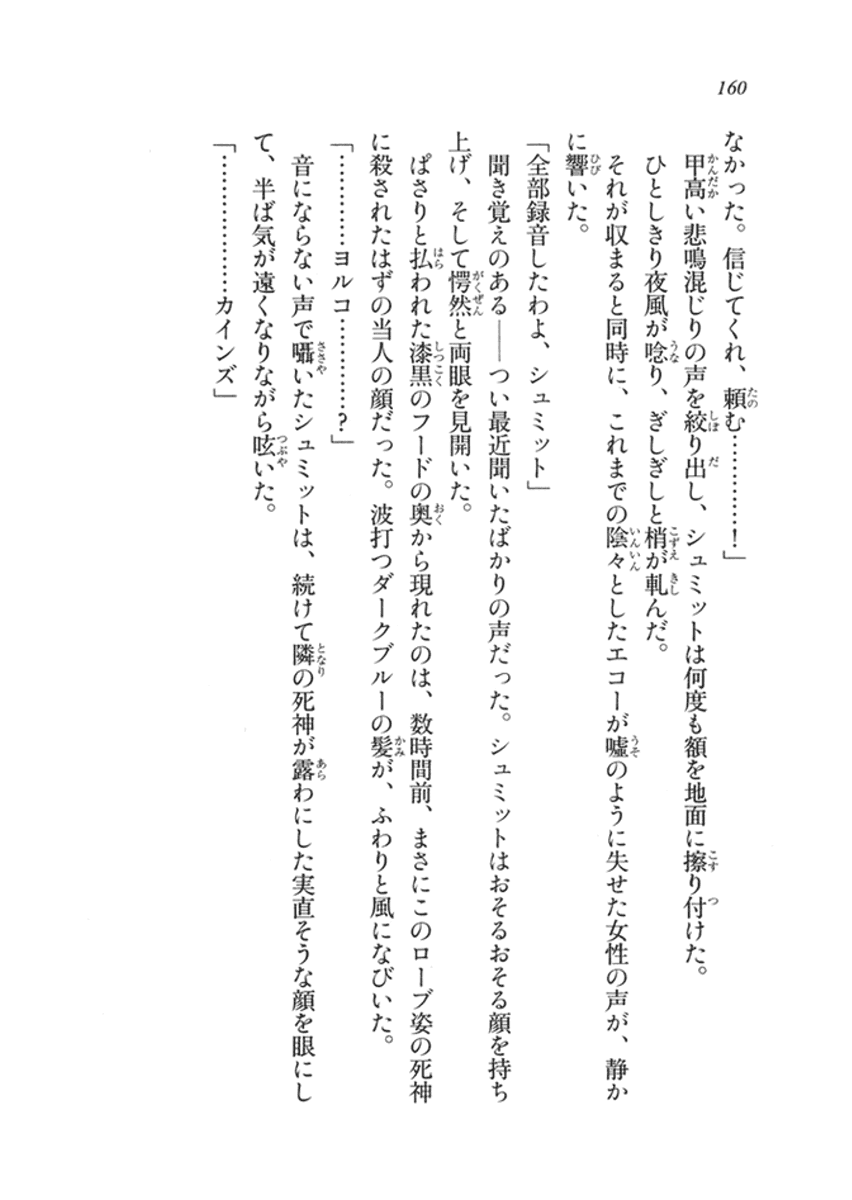 160
なかった。信じてくれ、頼む…………！」
　甲高い悲鳴混じりの声を絞り出し、シュミットは何度も額を地面に擦り付けた。
　ひとしきり夜風が唸り、ぎしぎしと梢が軋んだ。
　それが収まると同時に、これまでの陰々としたエコーが嘘のように失せた女性の声が、静か
に響いた。
「全部録音したわよ、シュミット」
　聞き覚えのある——つい最近聞いたばかりの声だった。シュミットはおそるおそる顔を持ち
上げ、そして愕然と両眼を見開いた。
　ぱさりと払われた漆黒のフードの奥から現れたのは、数時間前、まさにこのローブ姿の死神
に殺されたはずの当人の顔だった。波打つダークブルーの髪が、ふわりと風になびいた。
「…………ヨルコ…………？」
　音にならない声で囁いたシュミットは、続けて隣の死神が露わにした実直そうな顔を眼にし
て、半ば気が遠くなりながら呟いた。
「………………カインズ」